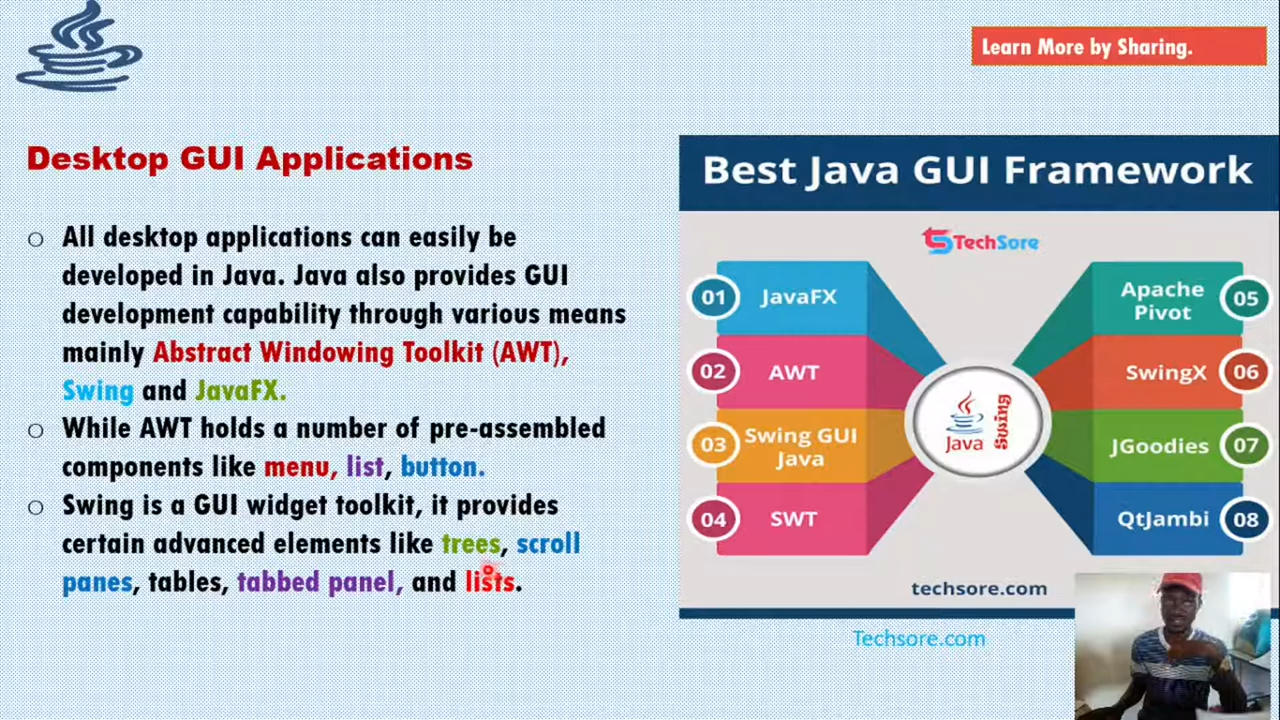 Learn More by Sharing.
Desktop GUI Applications
All desktop applications can easily be
developed in Java. Java also provides GUI
development capability through various means
mainly Abstract Windowing Toolkit (AWT),
Swing and JavaFX.
While AWT holds a number of pre-assembled
components like menu, list, button.
Swing is a GUI widget toolkit, it provides
certain advanced elements like trees, scroll
panes, tables, tabbed panel, and lists.
Best Java GUI Framework
TechSore
01 JavaFX
02 AWT
03 Swing GUI
Java
04 SWT
Java Swing
Apache
Pivot 05
SwingX 06
JGoodies 07
QtJambi 08
techsore.com
Techsore.com